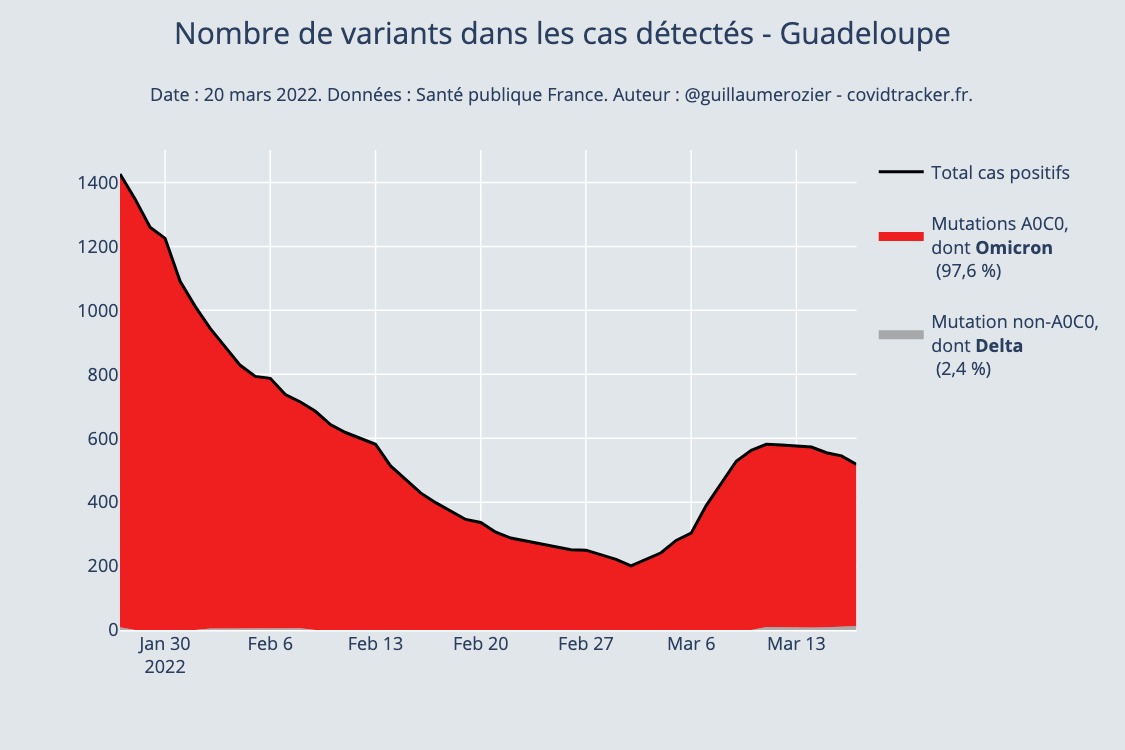 Nombre de variants dans les cas détectés - Guadeloupe
Date : 20 mars 2022. Données : Santé publique France. Auteur : @guillaumerozier - covidtracker.fr.
Total cas positifs
Mutations A0C0,
dont Omicron
(97,6 %)
Mutation non-A0C0,
dont Delta
(2,4 %)
1400
1200
1000
800
600
400
200
0
Jan 30
2022
Feb 6
Feb 13
Feb 20
Feb 27
Mar 6
Mar 13